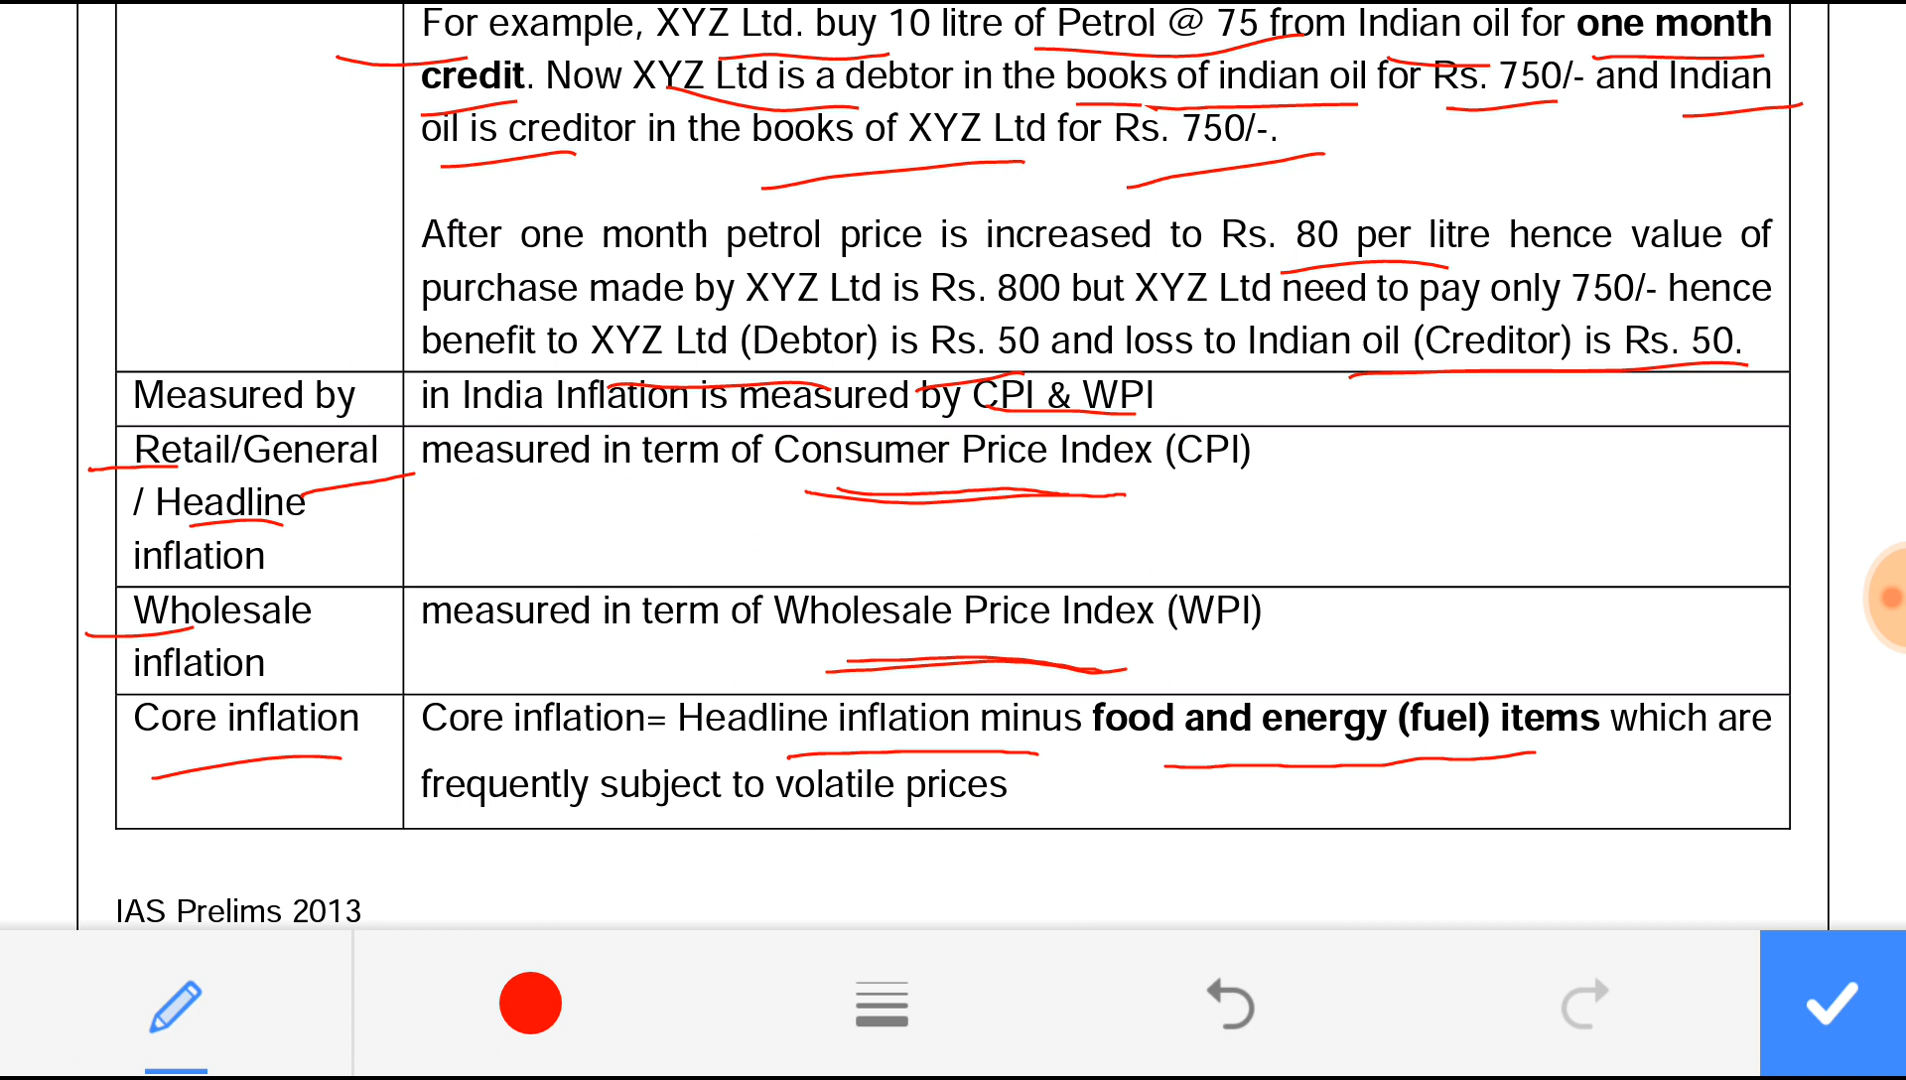 For example, XYZ Ltd. buy 10 litre of Petrol @ 75 from Indian oil for one month
credit. Now XYZ Ltd is a debtor in the books of indian oil for Rs. 750/- and Indian
oil is creditor in the books of XYZ Ltd for Rs. 750/-.
After one month petrol price is increased to Rs. 80 per litre hence value of
purchase made by XYZ Ltd is Rs. 800 but XYZ Ltd need to pay only 750/- hence
benefit to XYZ Ltd (Debtor) is Rs. 50 and loss to Indian oil (Creditor) is Rs. 50.
Measured by
in India Inflation is measured by CPI & WPI
Retail/General
/ Headline
inflation
measured in term of Consumer Price Index (CPI)
Wholesale
inflation
measured in term of Wholesale Price Index (WPI)
Core inflation
Core inflation= Headline inflation minus food and energy (fuel) items which are
frequently subject to volatile prices
IAS Prelims 2013